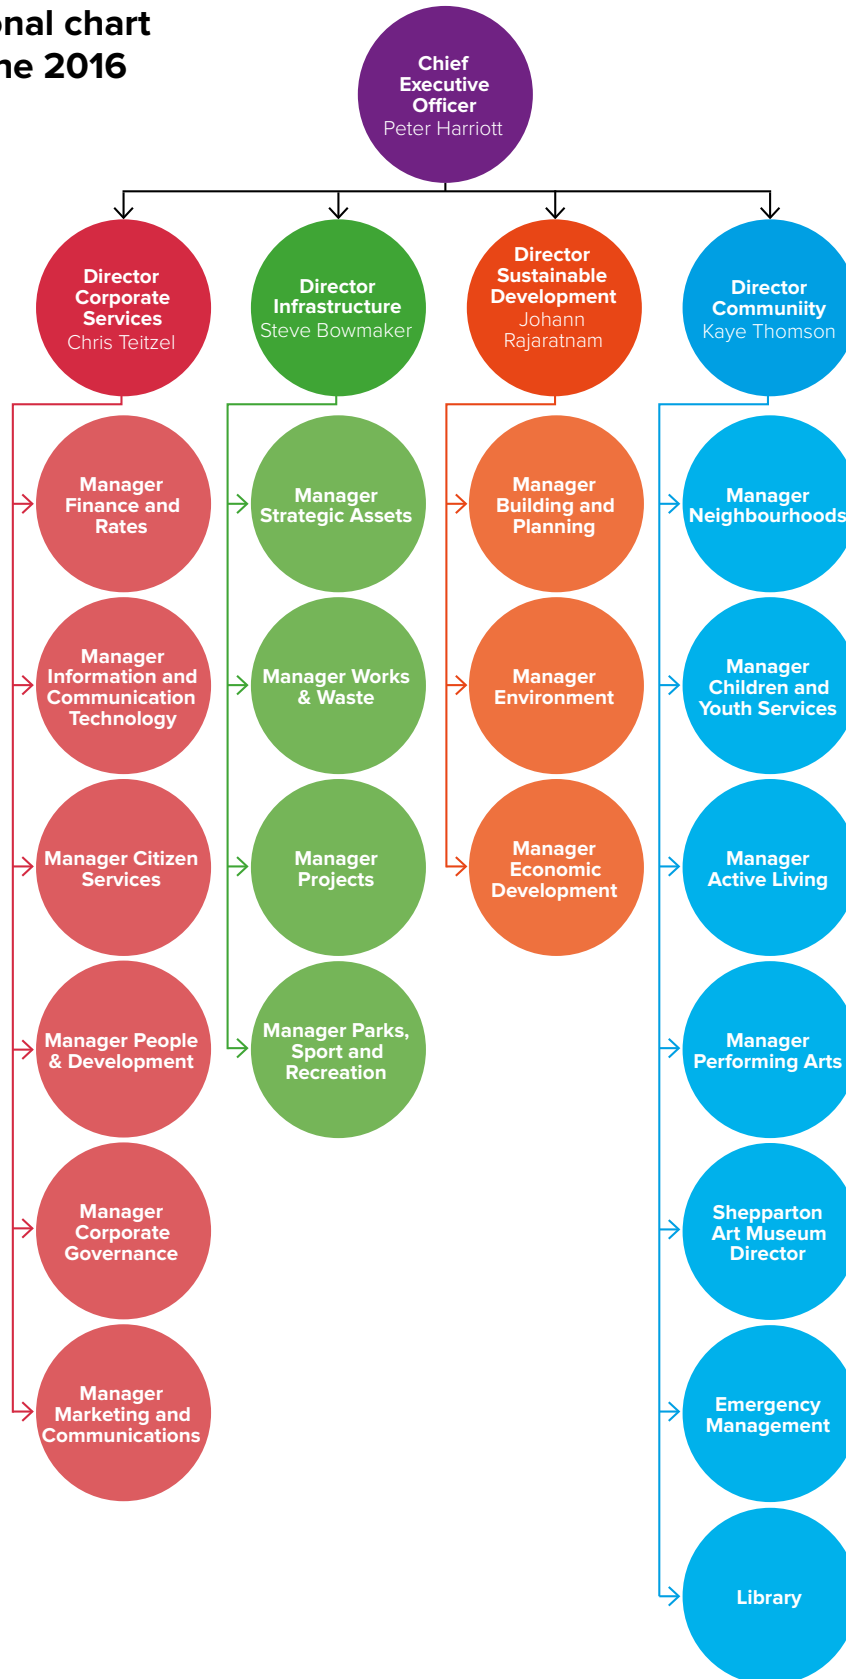 onal chart
ne 2016
Chief
Executive
Officer
Peter Harriott
Director
Corporate
Services
Chris Teitzel
Director
Infrastructure
Steve Bowmaker
Director
Sustainable
Development
Johann
Rajaratnam
Director
Communiity
Kaye Thomson
Manager
Finance and
Rates
Manager
Information and
Communication
Technology
Manager Citizen
Services
Manager People
& Development
Manager
Corporate
Governance
Manager
Marketing and
Communications
Manager
Strategic Assets
Manager Works
& Waste
Manager
Projects
Manager Parks,
Sport and
Recreation
Manager
Building and
Planning
Manager
Environment
Manager
Economic
Development
Manager
Neighbourhoods
Manager
Children and
Youth Services
Manager
Active Living
Manager
Performing Arts
Shepparton
Art Museum
Director
Emergency
Management
Library